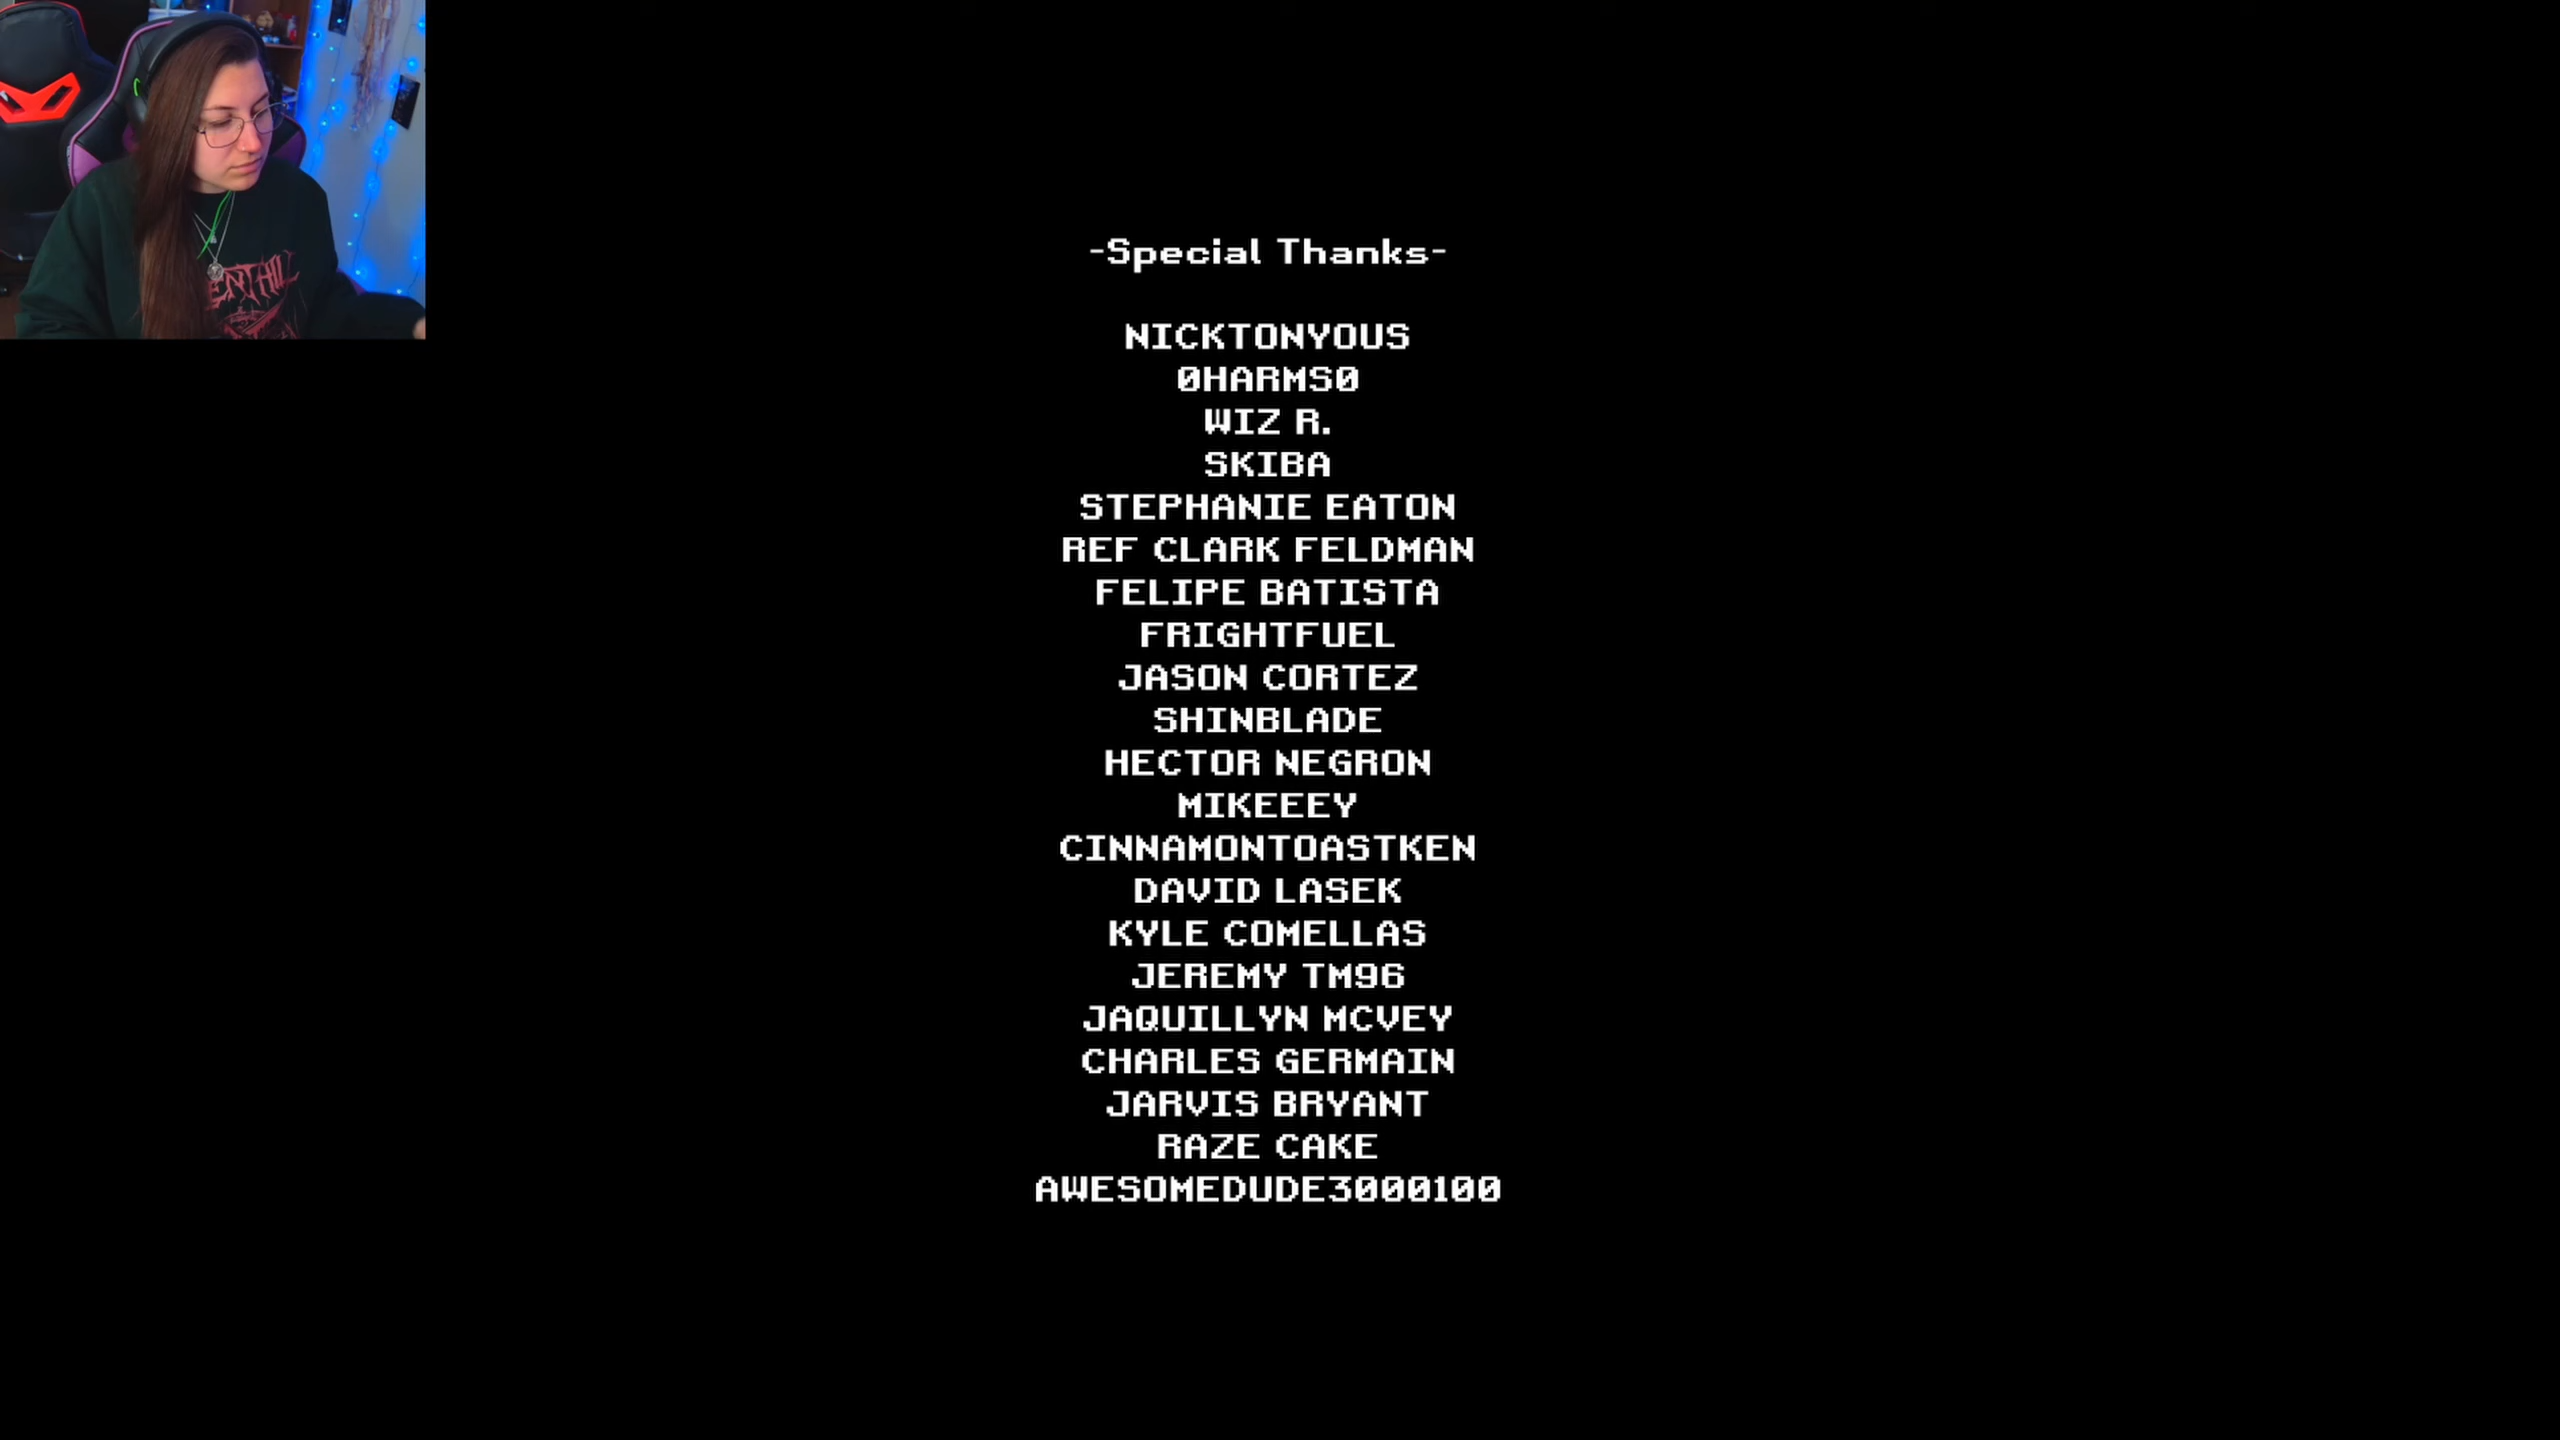 -Special Thanks-
NICKTONYOUS
0HARMS0
WIZ R.
SKIBA
STEPHANIE EATON
REF CLARK FELDMAN
FELIPE BATISTA
FRIGHTFUEL
JASON CORTEZ
SHINBLADE
HECTOR NEGRON
MIKEEEY
CINNAMONTOASTKEN
DAVID LASEK
KYLE COMELLAS
JEREMY TM96
JAQUILLYN MCVEY
CHARLES GERMAIN
JARVIS BRYANT
RAZE CAKE
AWESOMEDUDE3000100